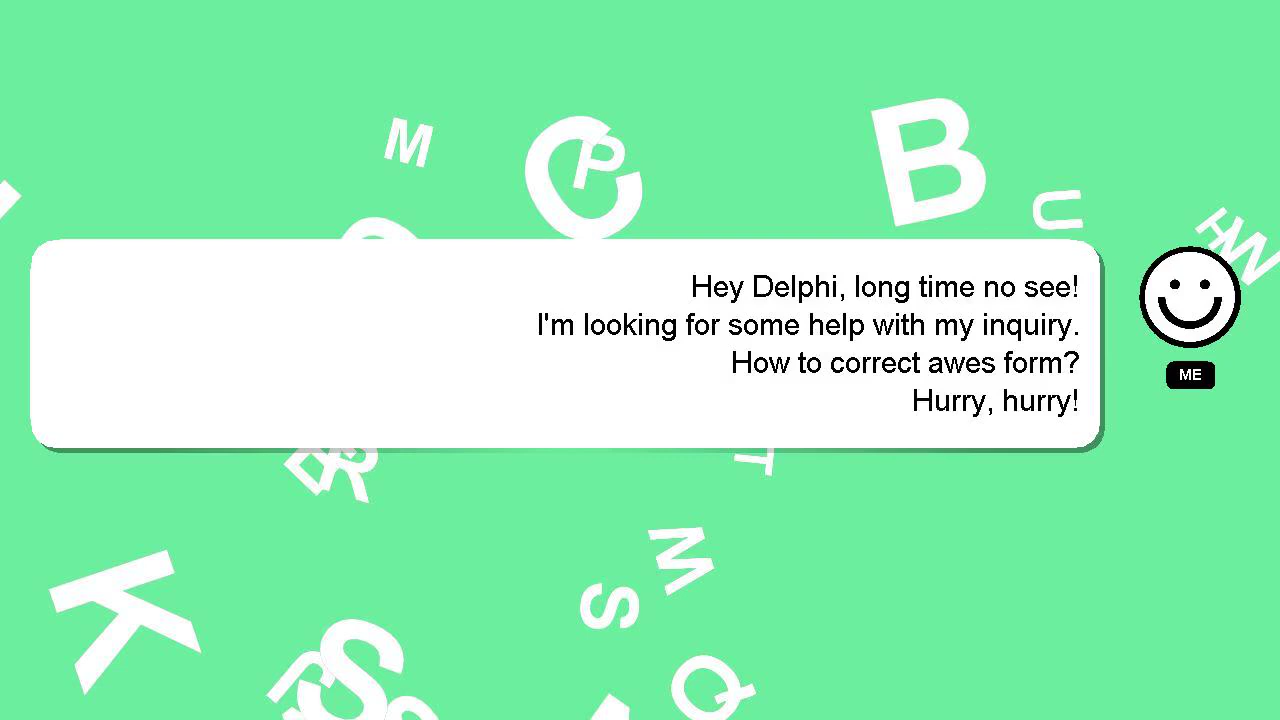 M
C
P
B
U
H
W
Hey Delphi, long time no see!
I'm looking for some help with my inquiry.
How to correct awes form?
Hurry, hurry!
ME
R
T
K
M
S
S
R
Q